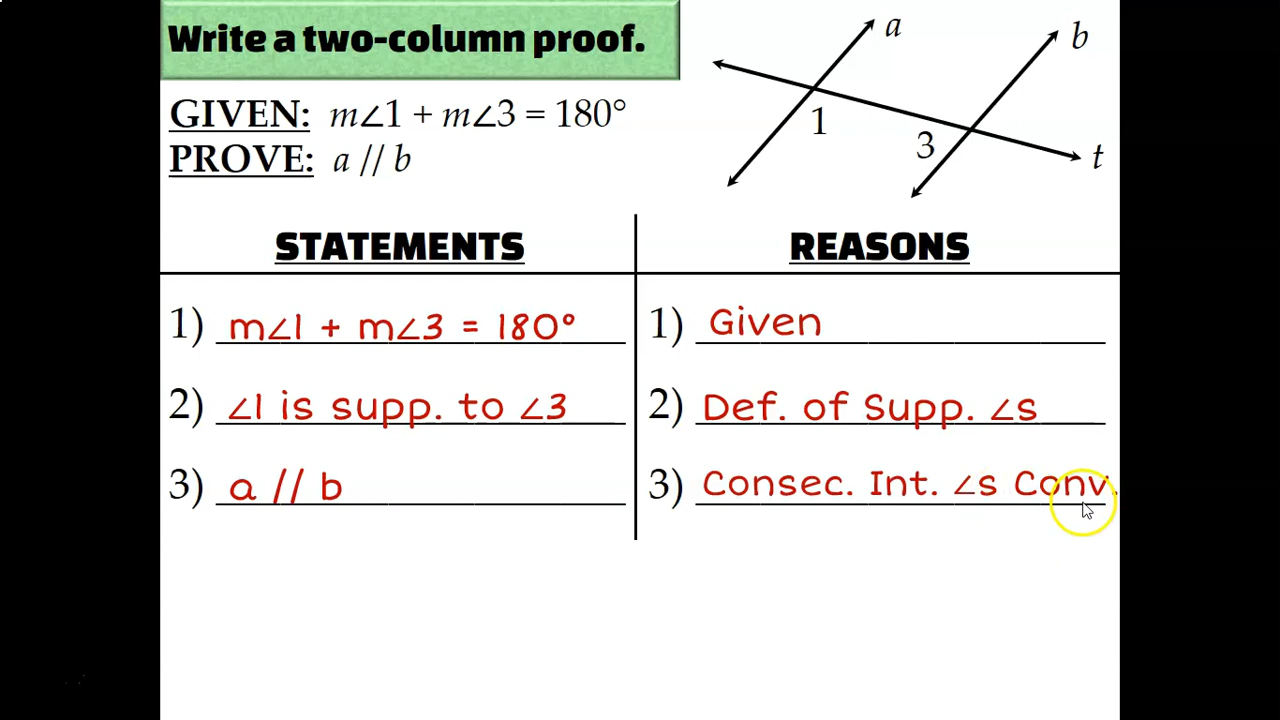 Write a two-column proof.
GIVEN: m∠1 + m∠3 = 180°
PROVE: a // b
a
b
1
3
t
STATEMENTS
REASONS
1) m∠1 + m∠3 = 180°
1) Given
2) ∠1 is supp. to ∠3
2) Def. of Supp. ∠s
3) a // b
3) Consec. Int. ∠s Conv.